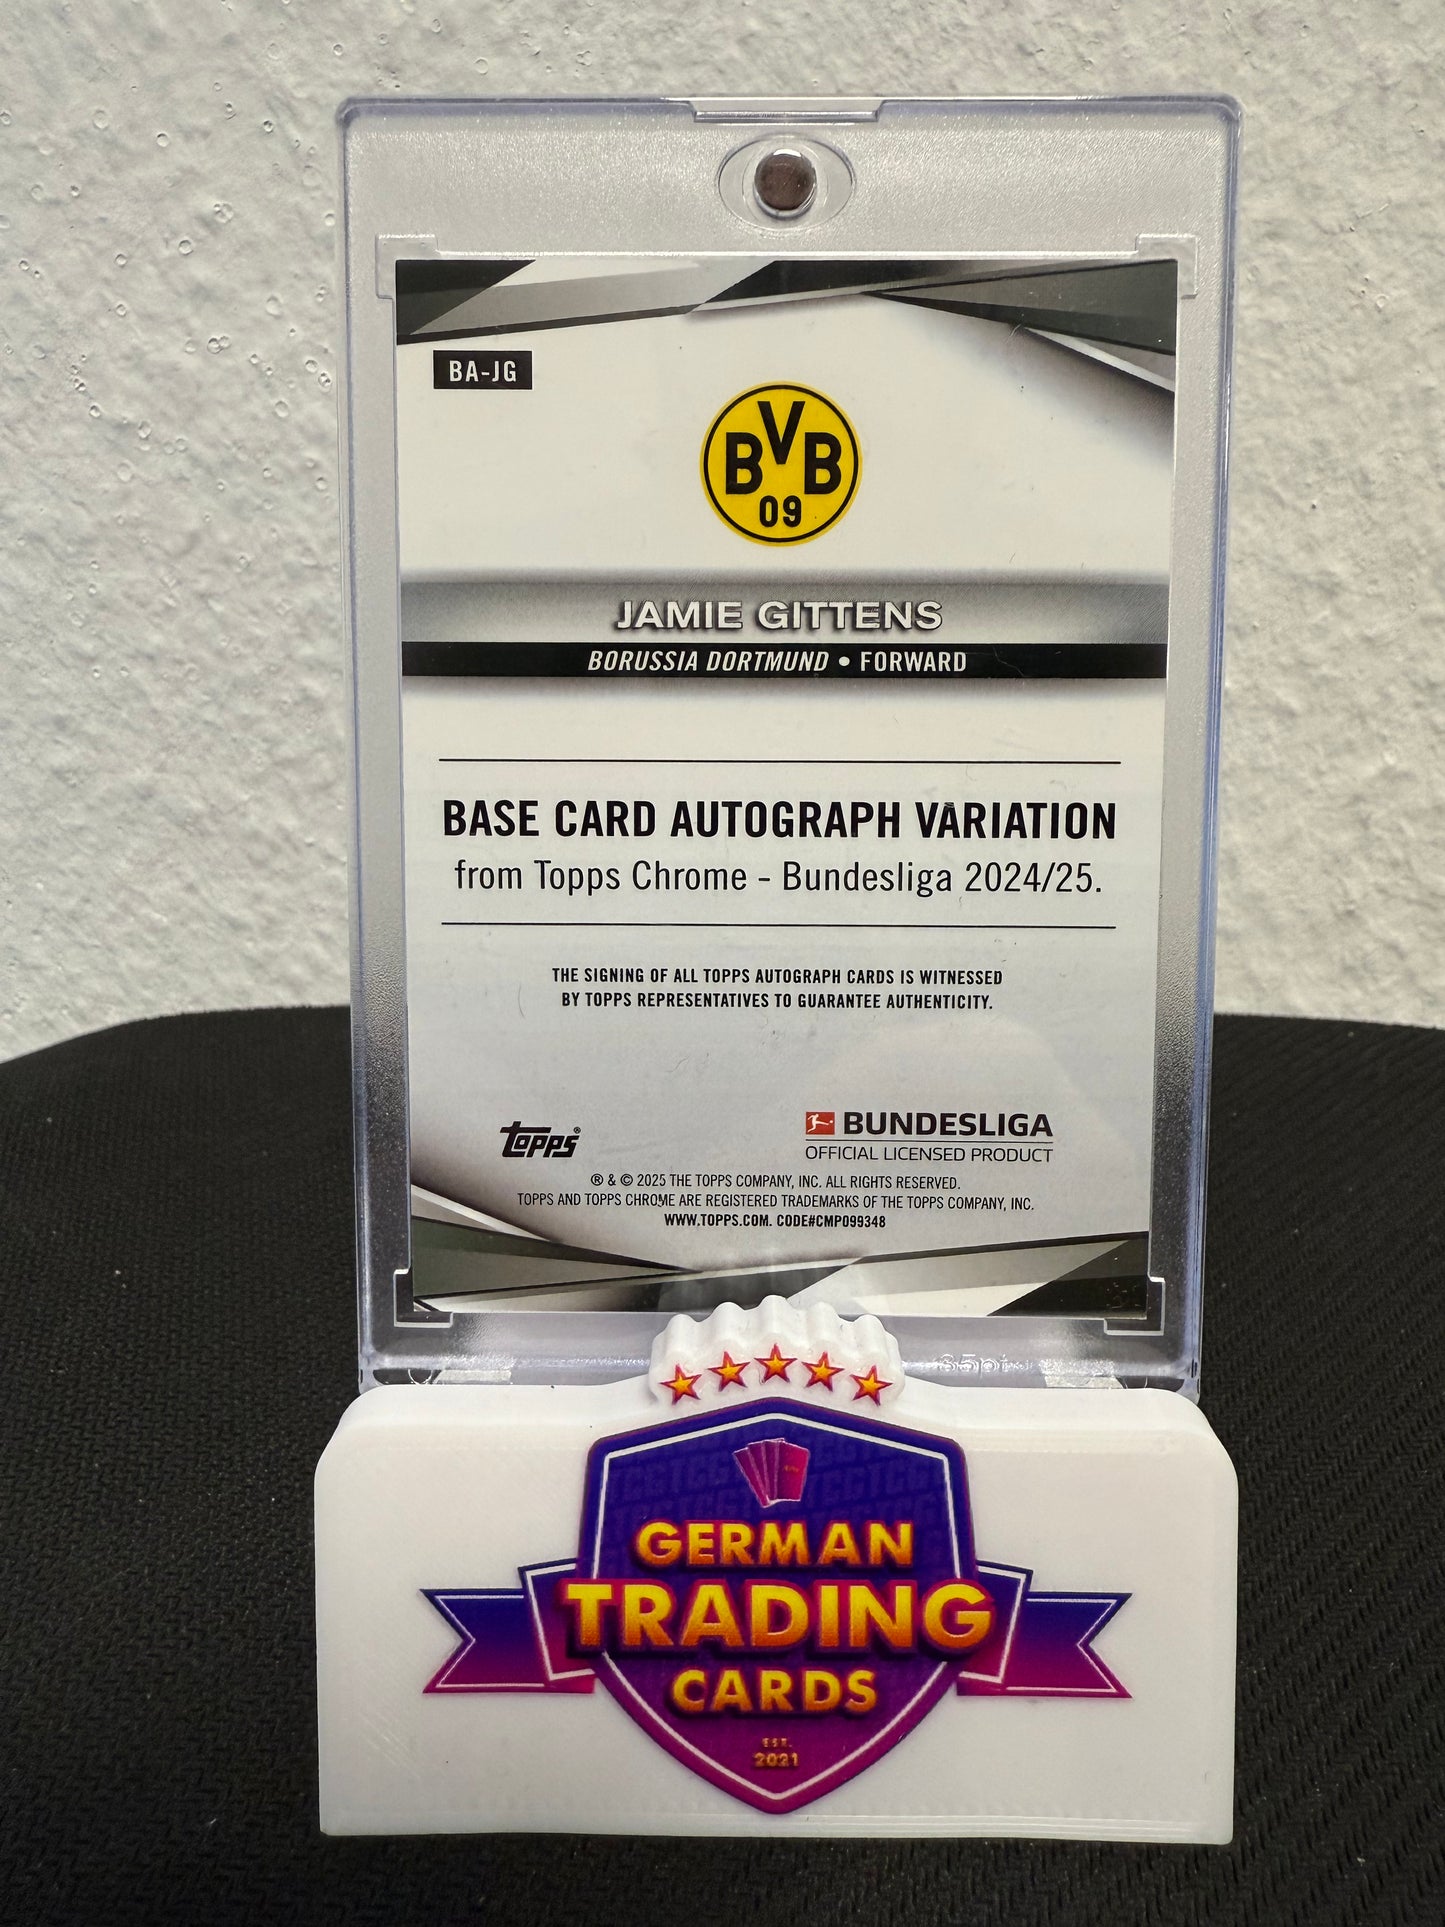 BA-JG
BVB
09
JAMIE GITTENS
BORUSSIA DORTMUND • FORWARD
BASE CARD AUTOGRAPH VARIATION
from Topps Chrome - Bundesliga 2024/25.
THE SIGNING OF ALL TOPPS AUTOGRAPH CARDS IS WITNESSED
BY TOPPS REPRESENTATIVES TO GUARANTEE AUTHENTICITY.
topps®
BUNDESLIGA
OFFICIAL LICENSED PRODUCT
® & © 2025 THE TOPPS COMPANY, INC. ALL RIGHTS RESERVED.
TOPPS AND TOPPS CHROME ARE REGISTERED TRADEMARKS OF THE TOPPS COMPANY, INC.
WWW.TOPPS.COM. CODE#CMP099348
35pt
GERMAN
TRADING
CARDS
EST.
2021